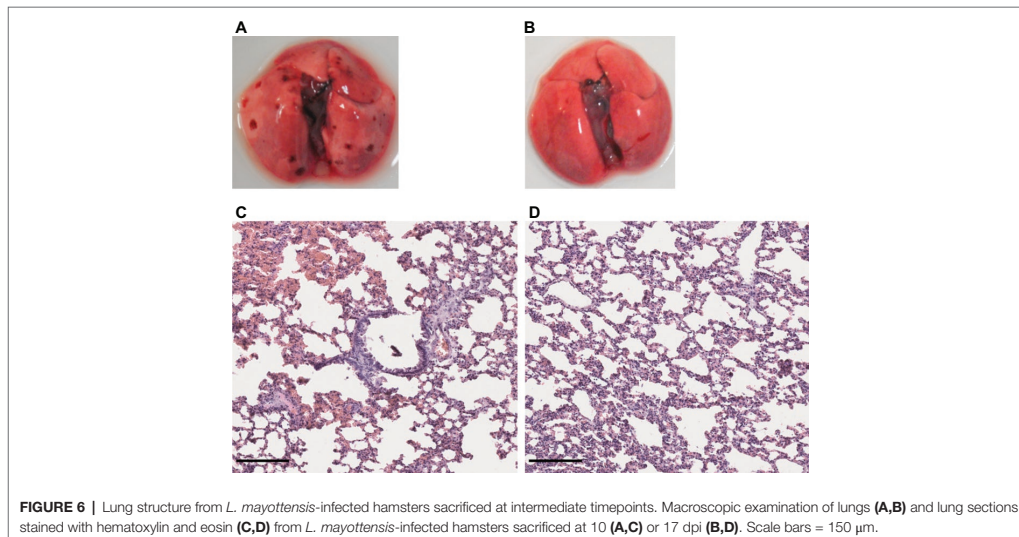 A
B
C
D
FIGURE 6 | Lung structure from L. mayottensis-infected hamsters sacrificed at intermediate timepoints. Macroscopic examination of lungs (A,B) and lung sections
stained with hematoxylin and eosin (C,D) from L. mayottensis-infected hamsters sacrificed at 10 (A,C) or 17 dpi (B,D). Scale bars = 150 μm.